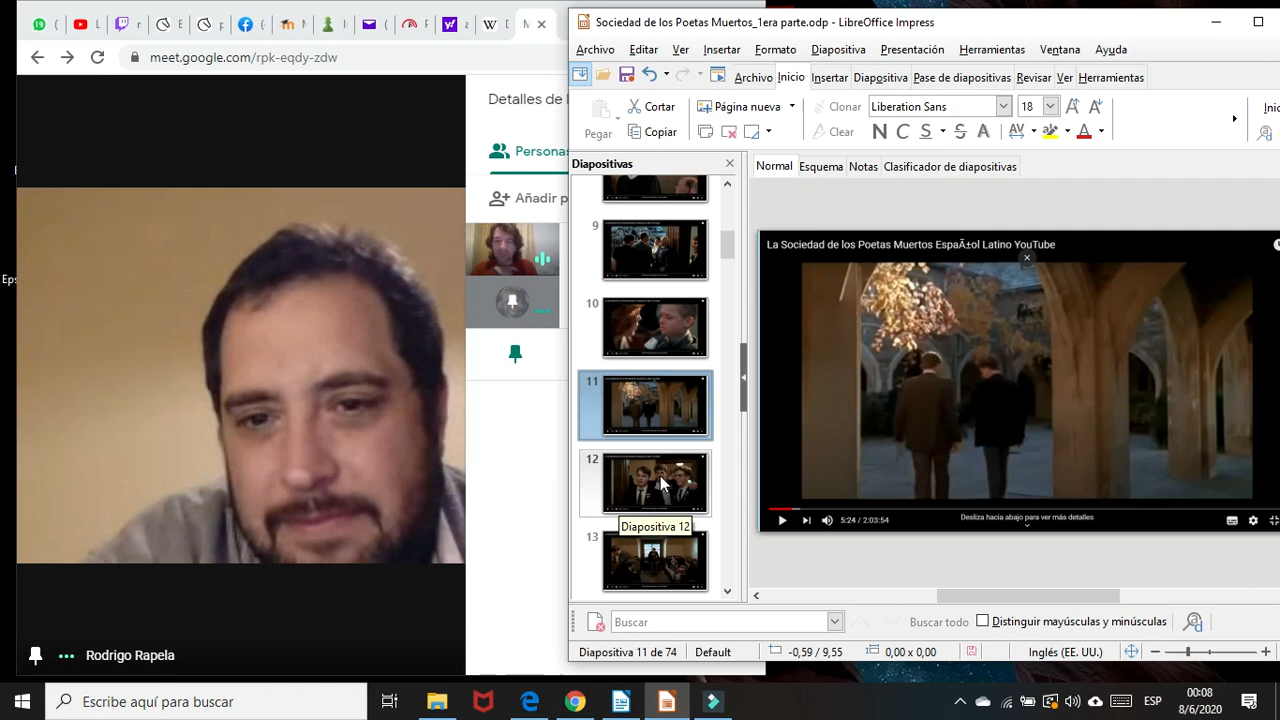 Sociedad de los Poetas Muertos_1era parte.odp - LibreOffice Impress
meet.google.com/rpk-eqdy-zdw
Archivo Editar Ver Insertar Formato Diapositiva Presentación Herramientas Ventana Ayuda
Archivo Inicio Insertar Diapositiva Pase de diapositivas Revisar Ver Herramientas
Detalles de
Personas
Añadir p
Cortar
Página nueva
Clonar
Liberation Sans
18
Pegar
Copiar
Clear
N C S S A AV A
Diapositivas
Normal Esquema Notas Clasificador de diapositivas
9
10
11
12
Diapositiva 12
13
La Sociedad de los Poetas Muertos EspaÃ±ol Latino YouTube
5:24 / 2:03:54
Desliza hacia abajo para ver más detalles
Buscar
Buscar todo
Distinguir mayúsculas y minúsculas
Diapositiva 11 de 74
Default
-0,59 / 9,55
0,00 x 0,00
Inglés (EE. UU.)
Rodrigo Rapela
Eps
Escribe aquí para buscar
ESP
00:08
8/6/2020